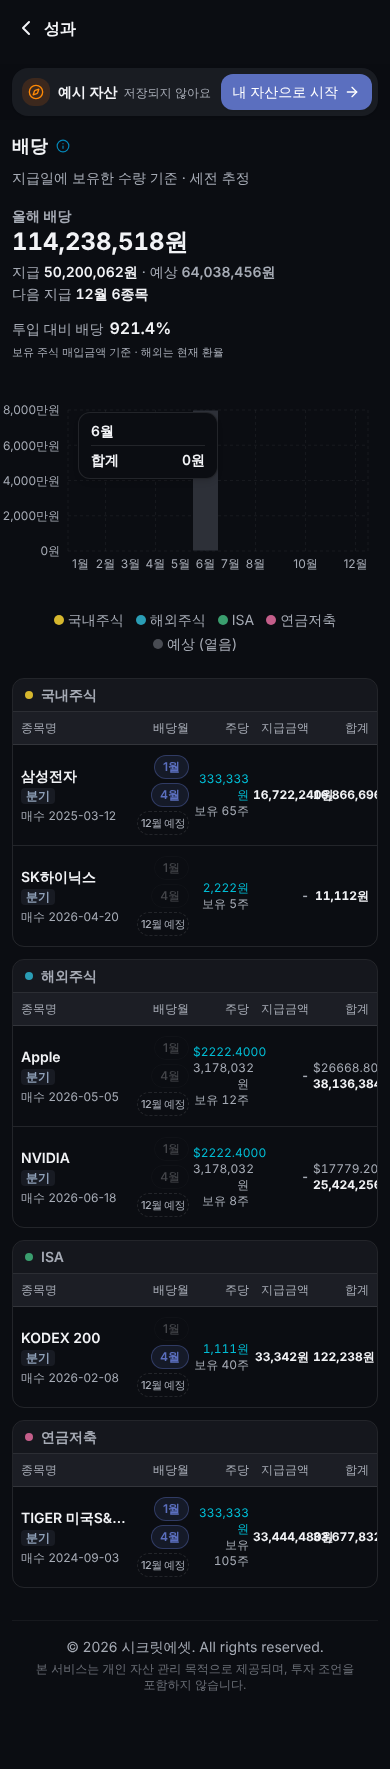 성과
예시 자산 저장되지 않아요 내 자산으로 시작 →
배당
지급일에 보유한 수량 기준 · 세전 추정
올해 배당
114,238,518원
지급 50,200,062원 · 예상 64,038,456원
다음 지급 12월 6종목
투입 대비 배당 921.4%
보유 주식 매입금액 기준 · 해외는 현재 환율
8,000만원
6,000만원
4,000만원
2,000만원
0원
6월
합계 0원
1월 2월 3월 4월 5월 6월 7월 8월 10월 12월
국내주식 해외주식 ISA 연금저축
예상 (옅음)
국내주식
종목명 배당월 주당 지급금액 합계
삼성전자
분기
매수 2025-03-12
1월
4월
12월 예정
333,333
원
보유 65주
SK하이닉스
분기
매수 2026-04-20
1월
4월
12월 예정
2,222원
보유 5주
- 11,112원
해외주식
종목명 배당월 주당 지급금액 합계
Apple
분기
매수 2026-05-05
1월
4월
12월 예정
$2222.4000
3,178,032
원
보유 12주
-
$26668.80
38,136,384
NVIDIA
분기
매수 2026-06-18
1월
4월
12월 예정
$2222.4000
3,178,032
원
보유 8주
-
$17779.20
25,424,256
ISA
종목명 배당월 주당 지급금액 합계
KODEX 200
분기
매수 2026-02-08
1월
4월
12월 예정
1,111원
보유 40주
33,342원 122,238원
연금저축
종목명 배당월 주당 지급금액 합계
TIGER 미국S&...
분기
매수 2024-09-03
1월
4월
12월 예정
333,333
원
보유
105주
© 2026 시크릿에셋. All rights reserved.
본 서비스는 개인 자산 관리 목적으로 제공되며, 투자 조언을
포함하지 않습니다.